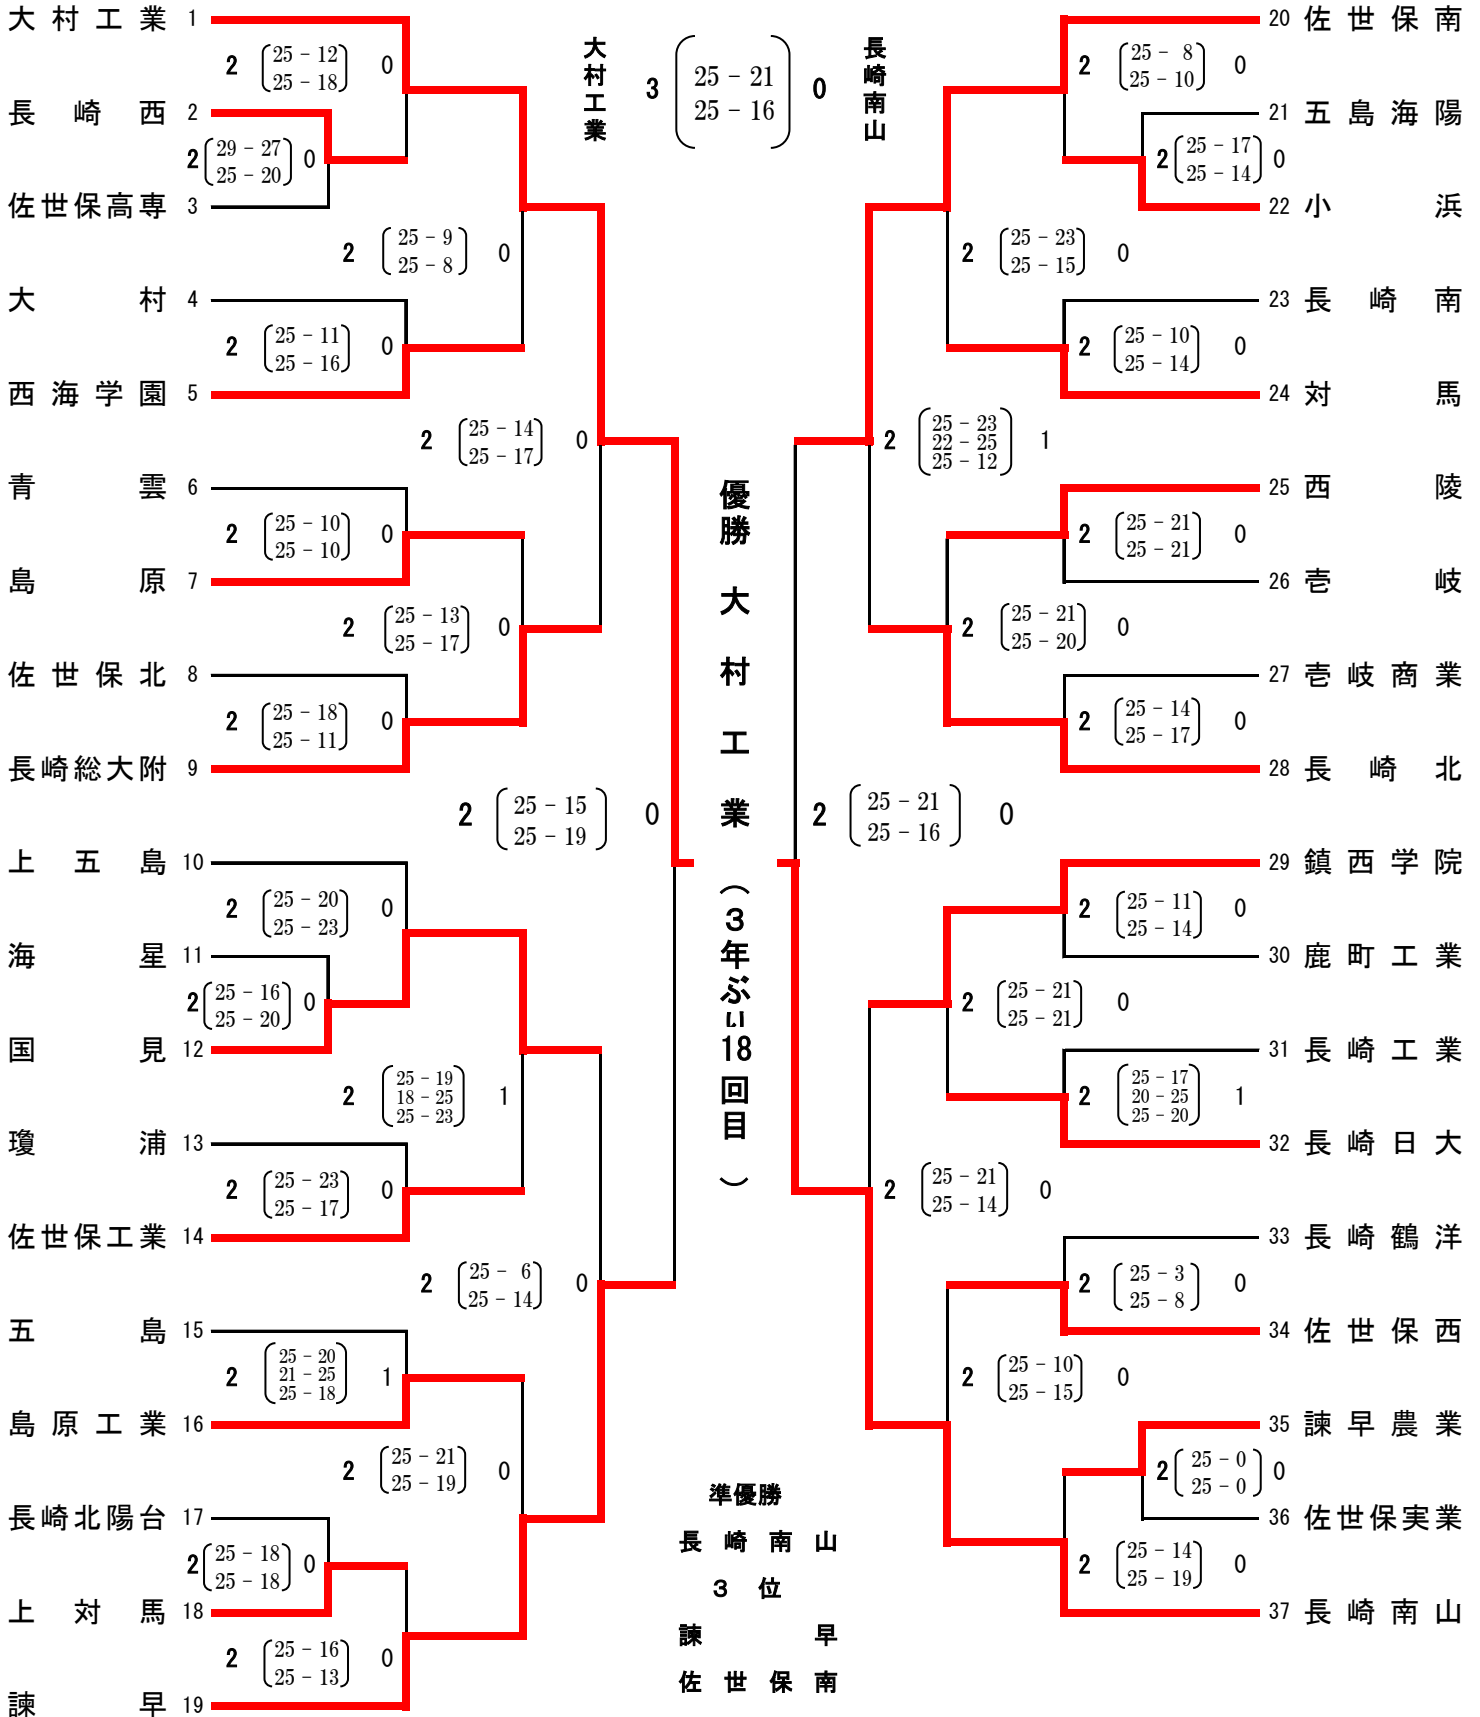 大村工業 1
2 25 - 12 0
25 - 18
長崎西 2
2 29 - 27 0
25 - 20
佐世保高専 3
2 25 - 9 0
25 - 8
大村 4
2 25 - 11 0
25 - 16
西海学園 5
2 25 - 14 0
25 - 17
青雲 6
2 25 - 10 0
25 - 10
島原 7
2 25 - 13 0
25 - 17
佐世保北 8
2 25 - 18 0
25 - 11
長崎総大附 9
2 25 - 15 0
25 - 19
上五島 10
2 25 - 20 0
25 - 23
海星 11
2 25 - 16 0
25 - 20
国見 12
2 25 - 19 1
18 - 25
25 - 23
瓊浦 13
2 25 - 23 0
25 - 17
佐世保工業 14
2 25 - 6 0
25 - 14
五島 15
2 25 - 20 1
21 - 25
25 - 18
島原工業 16
2 25 - 21 0
25 - 19
長崎北陽台 17
2 25 - 18 0
25 - 18
上対馬 18
2 25 - 16 0
25 - 13
諫早 19
大村工業 3 25 - 21 0 長崎南山
25 - 16
優勝 大村工業 (3年ぶり18回目)
準優勝
長崎南山
3位
諫早
佐世保南
20 佐世保南
2 25 - 8 0
25 - 10
21 五島海陽
2 25 - 17 0
25 - 14
22 小浜
2 25 - 23 0
25 - 15
23 長崎南
2 25 - 10 0
25 - 14
24 対馬
2 25 - 23 1
22 - 25
25 - 12
25 西陵
2 25 - 21 0
25 - 21
26 壱岐
2 25 - 21 0
25 - 20
27 壱岐商業
2 25 - 14 0
25 - 17
28 長崎北
2 25 - 21 0
25 - 16
29 鎮西学院
2 25 - 11 0
25 - 14
30 鹿町工業
2 25 - 21 0
25 - 21
31 長崎工業
2 25 - 17 1
20 - 25
25 - 20
32 長崎日大
2 25 - 21 0
25 - 14
33 長崎鶴洋
2 25 - 3 0
25 - 8
34 佐世保西
2 25 - 10 0
25 - 15
35 諫早農業
2 25 - 0 0
25 - 0
36 佐世保実業
2 25 - 14 0
25 - 19
37 長崎南山